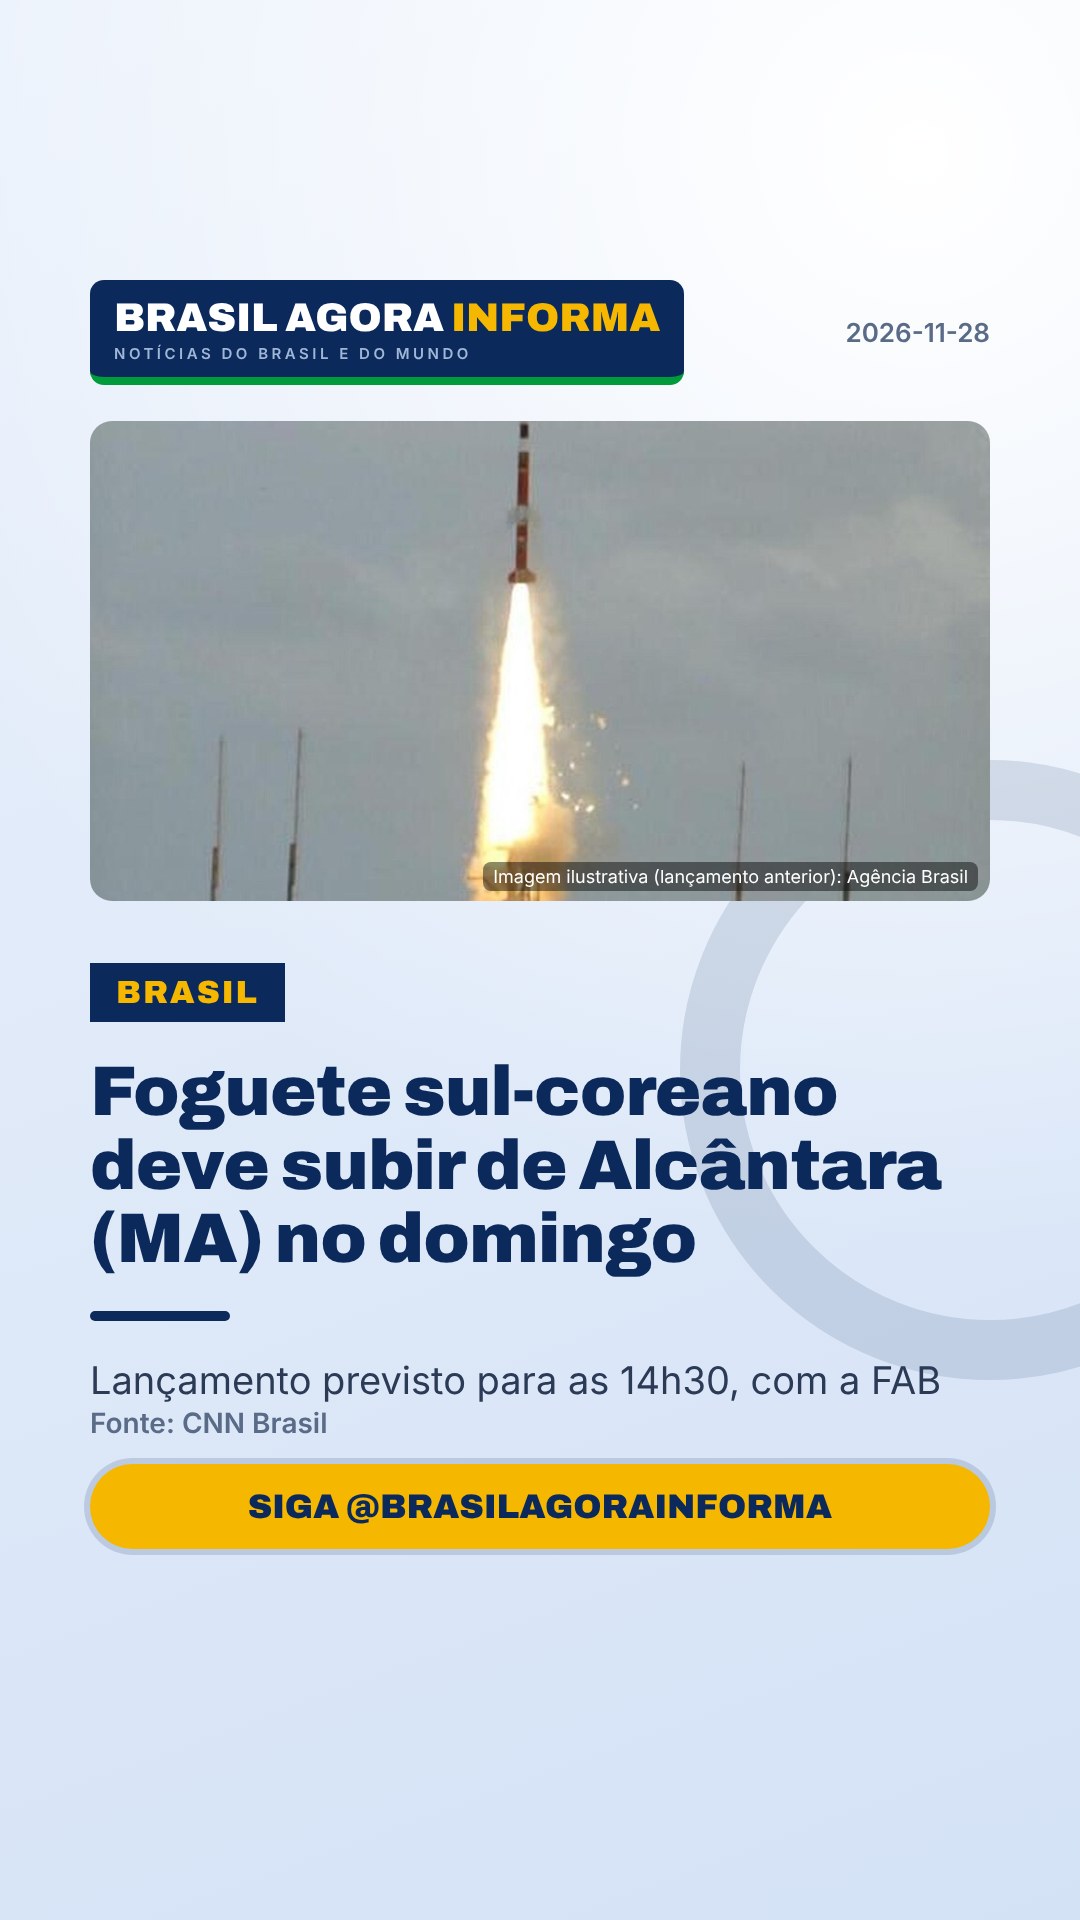 BRASIL AGORA INFORMA
NOTÍCIAS DO BRASIL E DO MUNDO
2026-11-28
Imagem ilustrativa (lançamento anterior): Agência Brasil
BRASIL
Foguete sul-coreano
deve subir de Alcântara
(MA) no domingo
Lançamento previsto para as 14h30, com a FAB
Fonte: CNN Brasil
SIGA @BRASILAGORAINFORMA